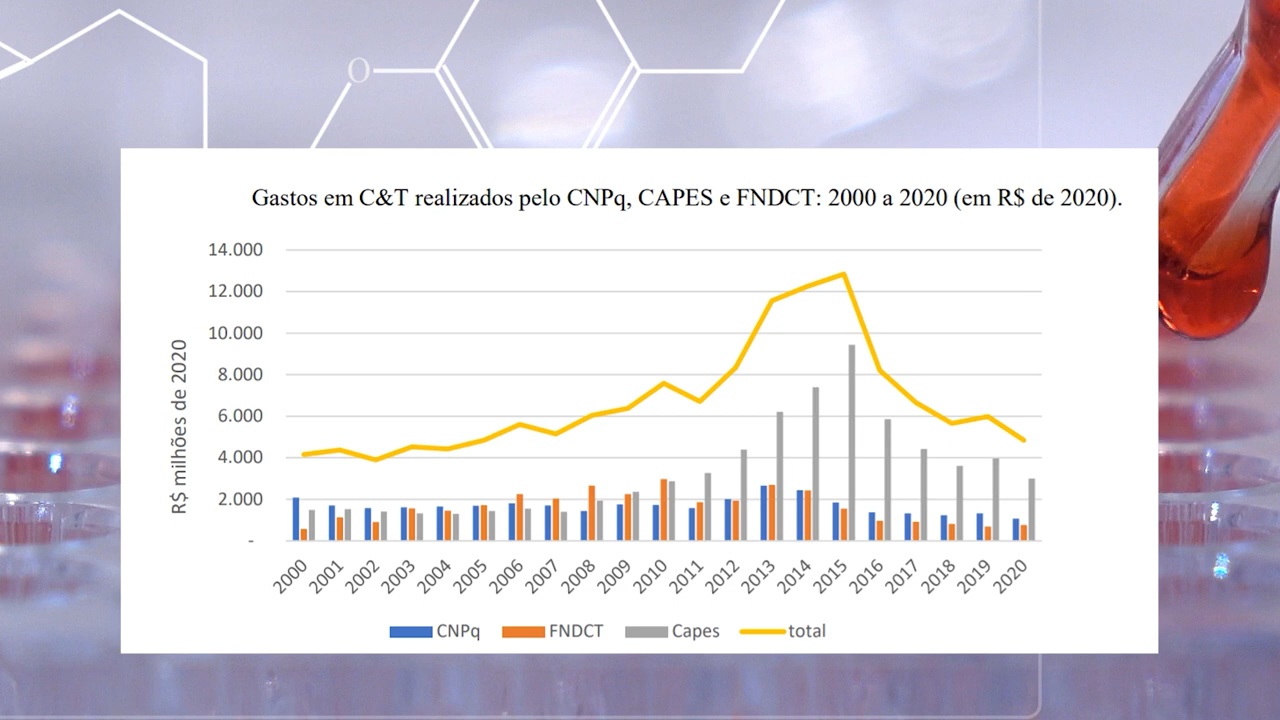 O
Gastos em C&T realizados pelo CNPq, CAPES e FNDCT: 2000 a 2020 (em R$ de 2020).
R$ milhões de 2020
14.000
12.000
10.000
8.000
6.000
4.000
2.000
-
2000 2001 2002 2003 2004 2005 2006 2007 2008 2009 2010 2011 2012 2013 2014 2015 2016 2017 2018 2019 2020
CNPq FNDCT Capes total